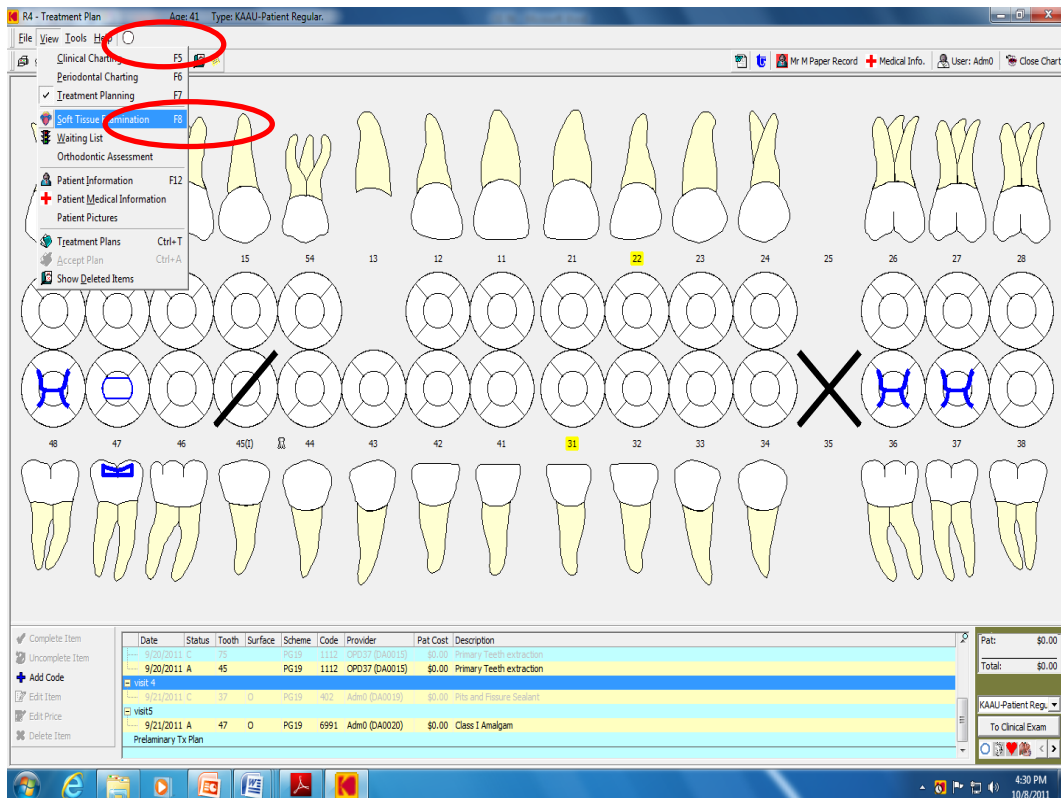 R4 - Treatment Plan Age: 41 Type: KAAU-Patient Regular.
File View Tools Help
Mr M Paper Record Medical Info. User: Adm0 Close Chart
Clinical Charting F5
Periodontal Charting F6
Treatment Planning F7
Soft Tissue Examination F8
Waiting List
Orthodontic Assessment
Patient Information F12
Patient Medical Information
Patient Pictures
Treatment Plans Ctrl+T
Accept Plan Ctrl+A
Show Deleted Items
15 54 13 12 11 21 22 23 24 25 26 27 28
48 47 46 45(I) 44 43 42 41 31 32 33 34 35 36 37 38
Complete Item
Uncomplete Item
Add Code
Edit Item
Edit Price
Delete Item
Date Status Tooth Surface Scheme Code Provider Pat Cost Description
9/20/2011 C 75 PG19 1112 OPD37 (DA0015) $0.00 Primary Teeth extraction
9/20/2011 A 45 PG19 1112 OPD37 (DA0015) $0.00 Primary Teeth extraction
visit 4
9/21/2011 C 37 O PG19 402 Adm0 (DA0019) $0.00 Pits and Fissure Sealant
visit5
9/21/2011 A 47 O PG19 6991 Adm0 (DA0020) $0.00 Class I Amalgam
Prelaminary Tx Plan
Pat: $0.00
Total: $0.00
KAAU-Patient Regu.
To Clinical Exam
4:30 PM
10/8/2011